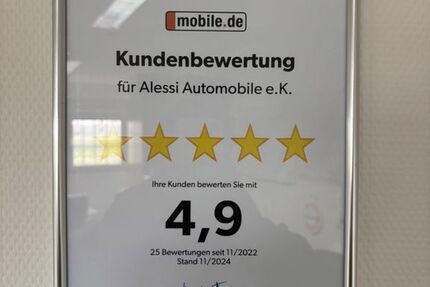 mobile.de
Kundenbewertung
für Alessi Automobile e.K.
Ihre Kunden bewerten Sie mit
4,9
25 Bewertungen seit 11/2022
Stand 11/2024